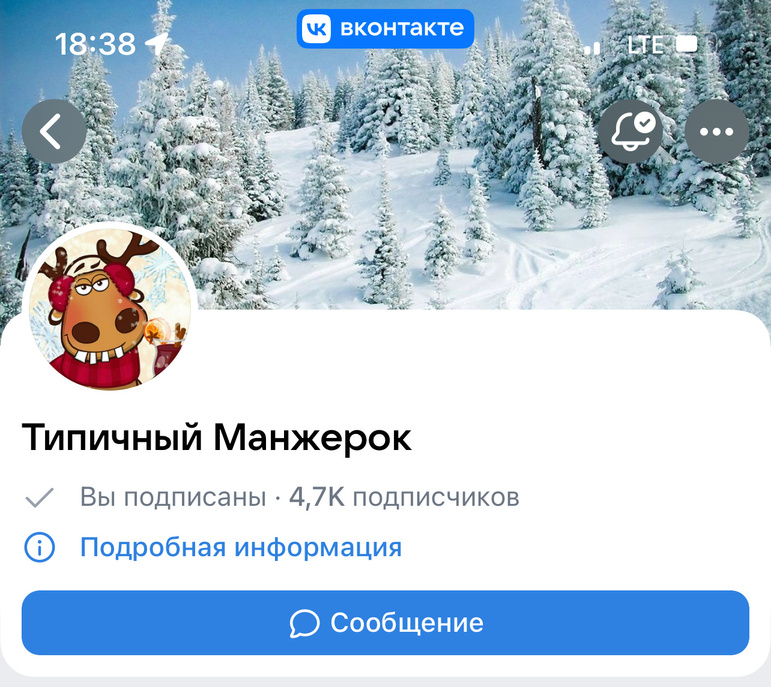 18:38
вконтакте
LTE
Типичный Манжерок
Вы подписаны · 4,7K подписчиков
Подробная информация
Сообщение